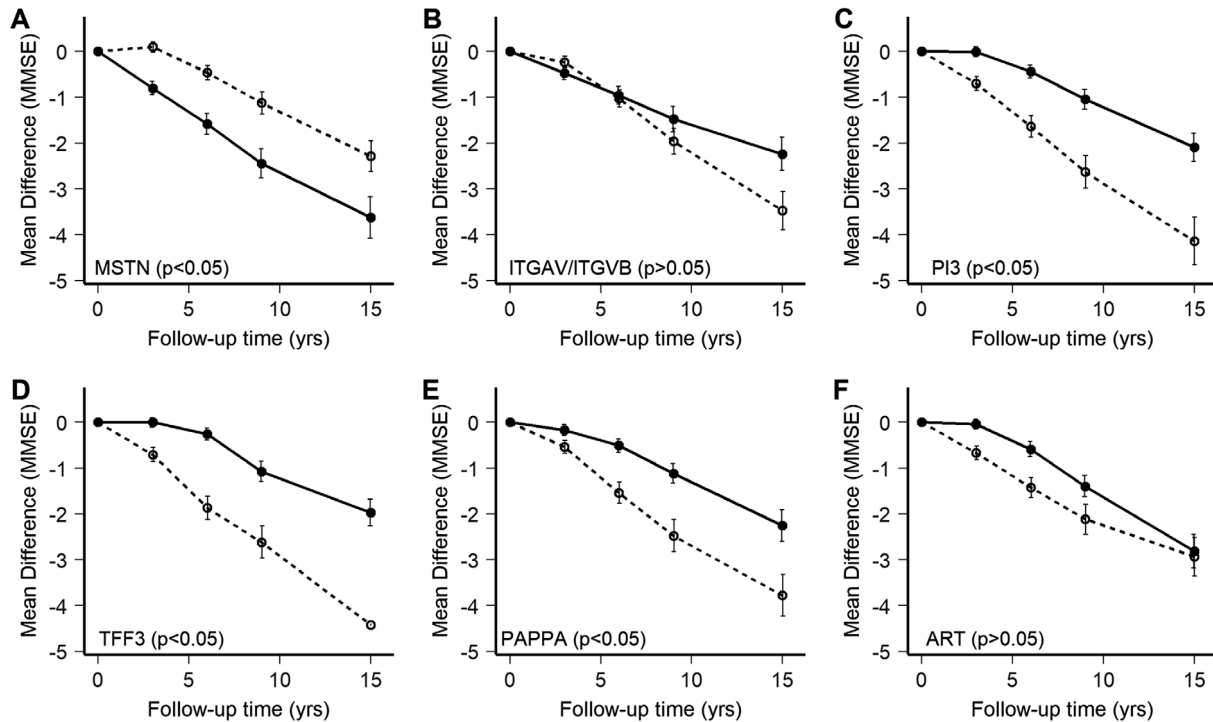 A
Mean Difference (MMSE)
0
-1
-2
-3
-4
-5
MSTN (p<0.05)
0 5 10 15
Follow-up time (yrs)
B
Mean Difference (MMSE)
0
-1
-2
-3
-4
-5
ITGAV/ITGVB (p>0.05)
0 5 10 15
Follow-up time (yrs)
C
Mean Difference (MMSE)
0
-1
-2
-3
-4
-5
PI3 (p<0.05)
0 5 10 15
Follow-up time (yrs)
D
Mean Difference (MMSE)
0
-1
-2
-3
-4
-5
TFF3 (p<0.05)
0 5 10 15
Follow-up time (yrs)
E
Mean Difference (MMSE)
0
-1
-2
-3
-4
-5
PAPPA (p<0.05)
0 5 10 15
Follow-up time (yrs)
F
Mean Difference (MMSE)
0
-1
-2
-3
-4
-5
ART (p>0.05)
0 5 10 15
Follow-up time (yrs)